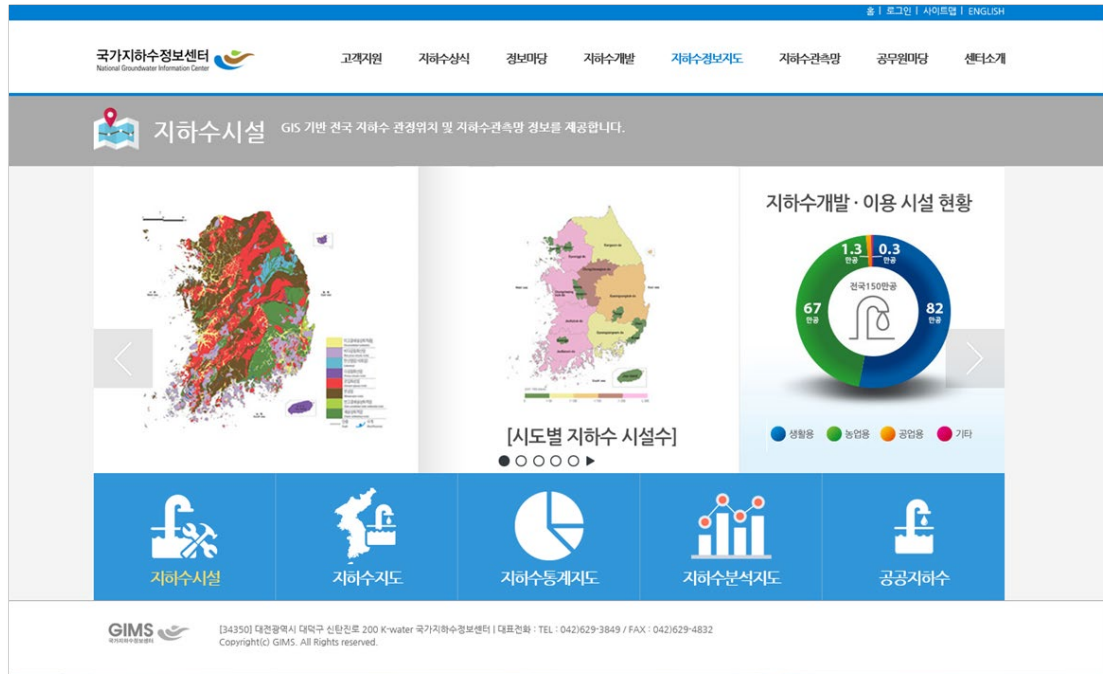 홈 | 로그인 | 사이트맵 | ENGLISH
국가지하수정보센터
National Groundwater Information Center
고객지원 지하수상식 정보마당 지하수개발 지하수정보지도 지하수관측망 공무원마당 센터소개
지하수시설 GIS 기반 전국 지하수 관정위치 및 지하수관측망 정보를 제공합니다.
[시도별 지하수 시설수]
지하수개발 · 이용 시설 현황
1.3 만공
0.3 만공
전국150만공
67 만공
82 만공
생활용 농업용 공업용 기타
지하수시설 지하수지도 지하수통계지도 지하수분석지도 공공지하수
GIMS
국가지하수정보센터
[34350] 대전광역시 대덕구 신탄진로 200 K-water 국가지하수정보센터 | 대표전화 : TEL : 042)629-3849 / FAX : 042)629-4832
Copyright(c) GIMS. All Rights reserved.